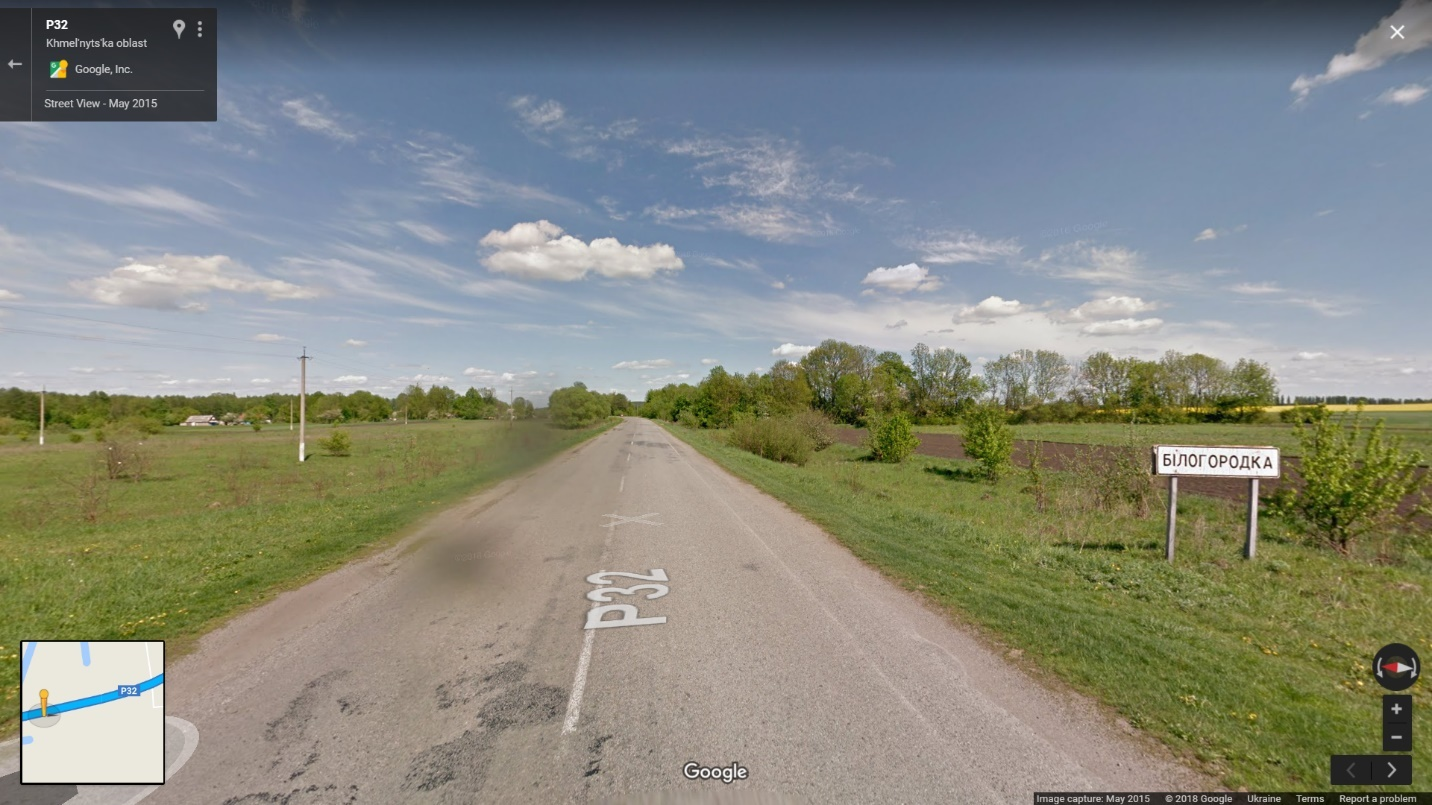 P32
Khmel'nyts'ka oblast
Google, Inc.
Street View - May 2015
БІЛОГОРОДКА
P32
P32
Google
Image capture: May 2015 © 2018 Google Ukraine Terms Report a problem